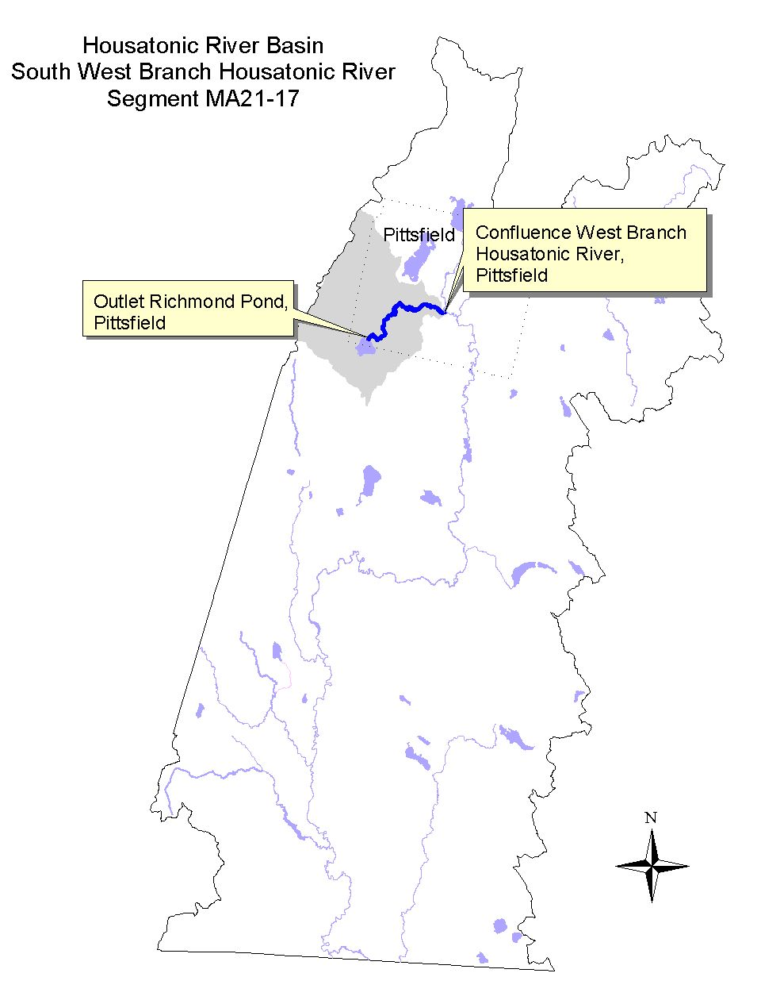 Housatonic River Basin
South West Branch Housatonic River
Segment MA21-17
Pittsfield
Confluence West Branch
Housatonic River,
Pittsfield
Outlet Richmond Pond,
Pittsfield
N